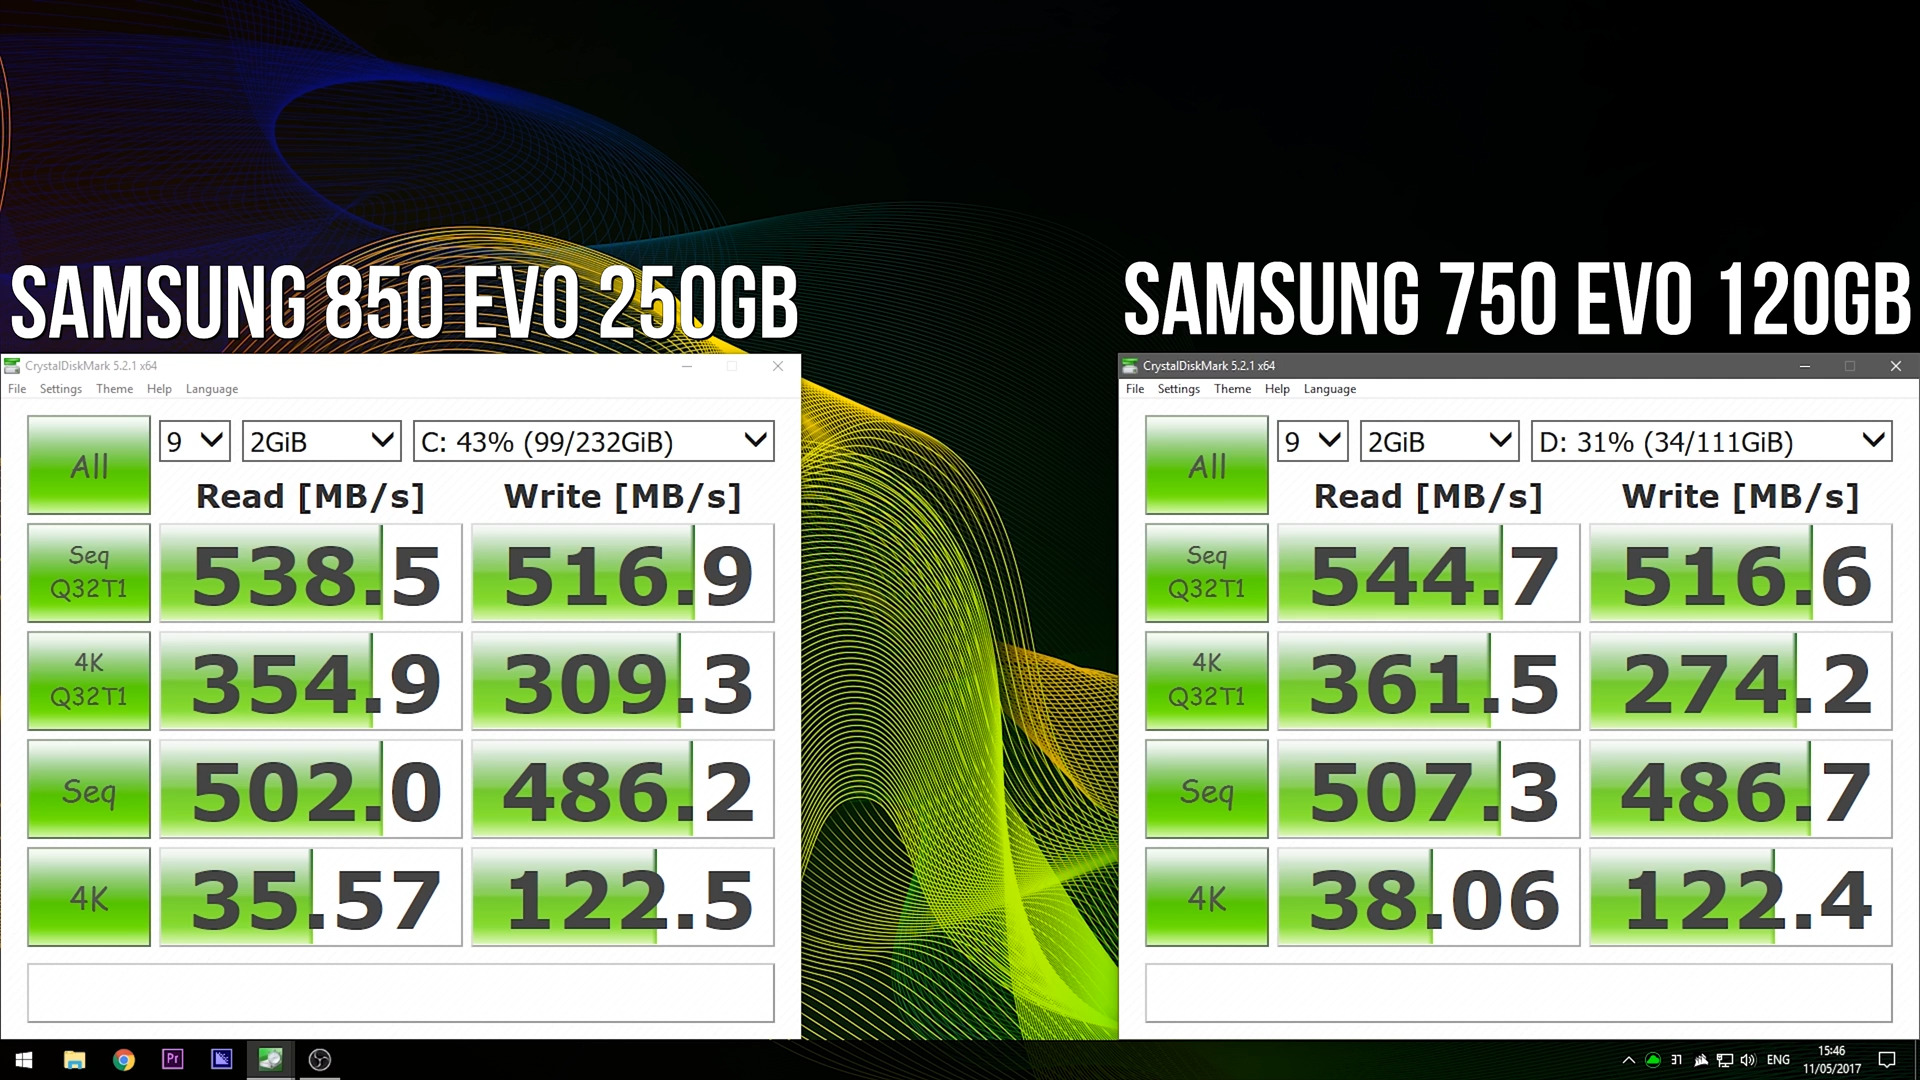 SAMSUNG 850 EVO 250GB
CrystalDiskMark 5.2.1 x64
File Settings Theme Help Language
All
9
2GiB
C: 43% (99/232GiB)
Read [MB/s] Write [MB/s]
Seq
Q32T1
538.5 516.9
4K
Q32T1
354.9 309.3
Seq 502.0 486.2
4K 35.57 122.5
SAMSUNG 750 EVO 120GB
CrystalDiskMark 5.2.1 x64
File Settings Theme Help Language
All
9
2GiB
D: 31% (34/111GiB)
Read [MB/s] Write [MB/s]
Seq
Q32T1
544.7 516.6
4K
Q32T1
361.5 274.2
Seq 507.3 486.7
4K 38.06 122.4
Pr
31
ENG
15:46
11/05/2017